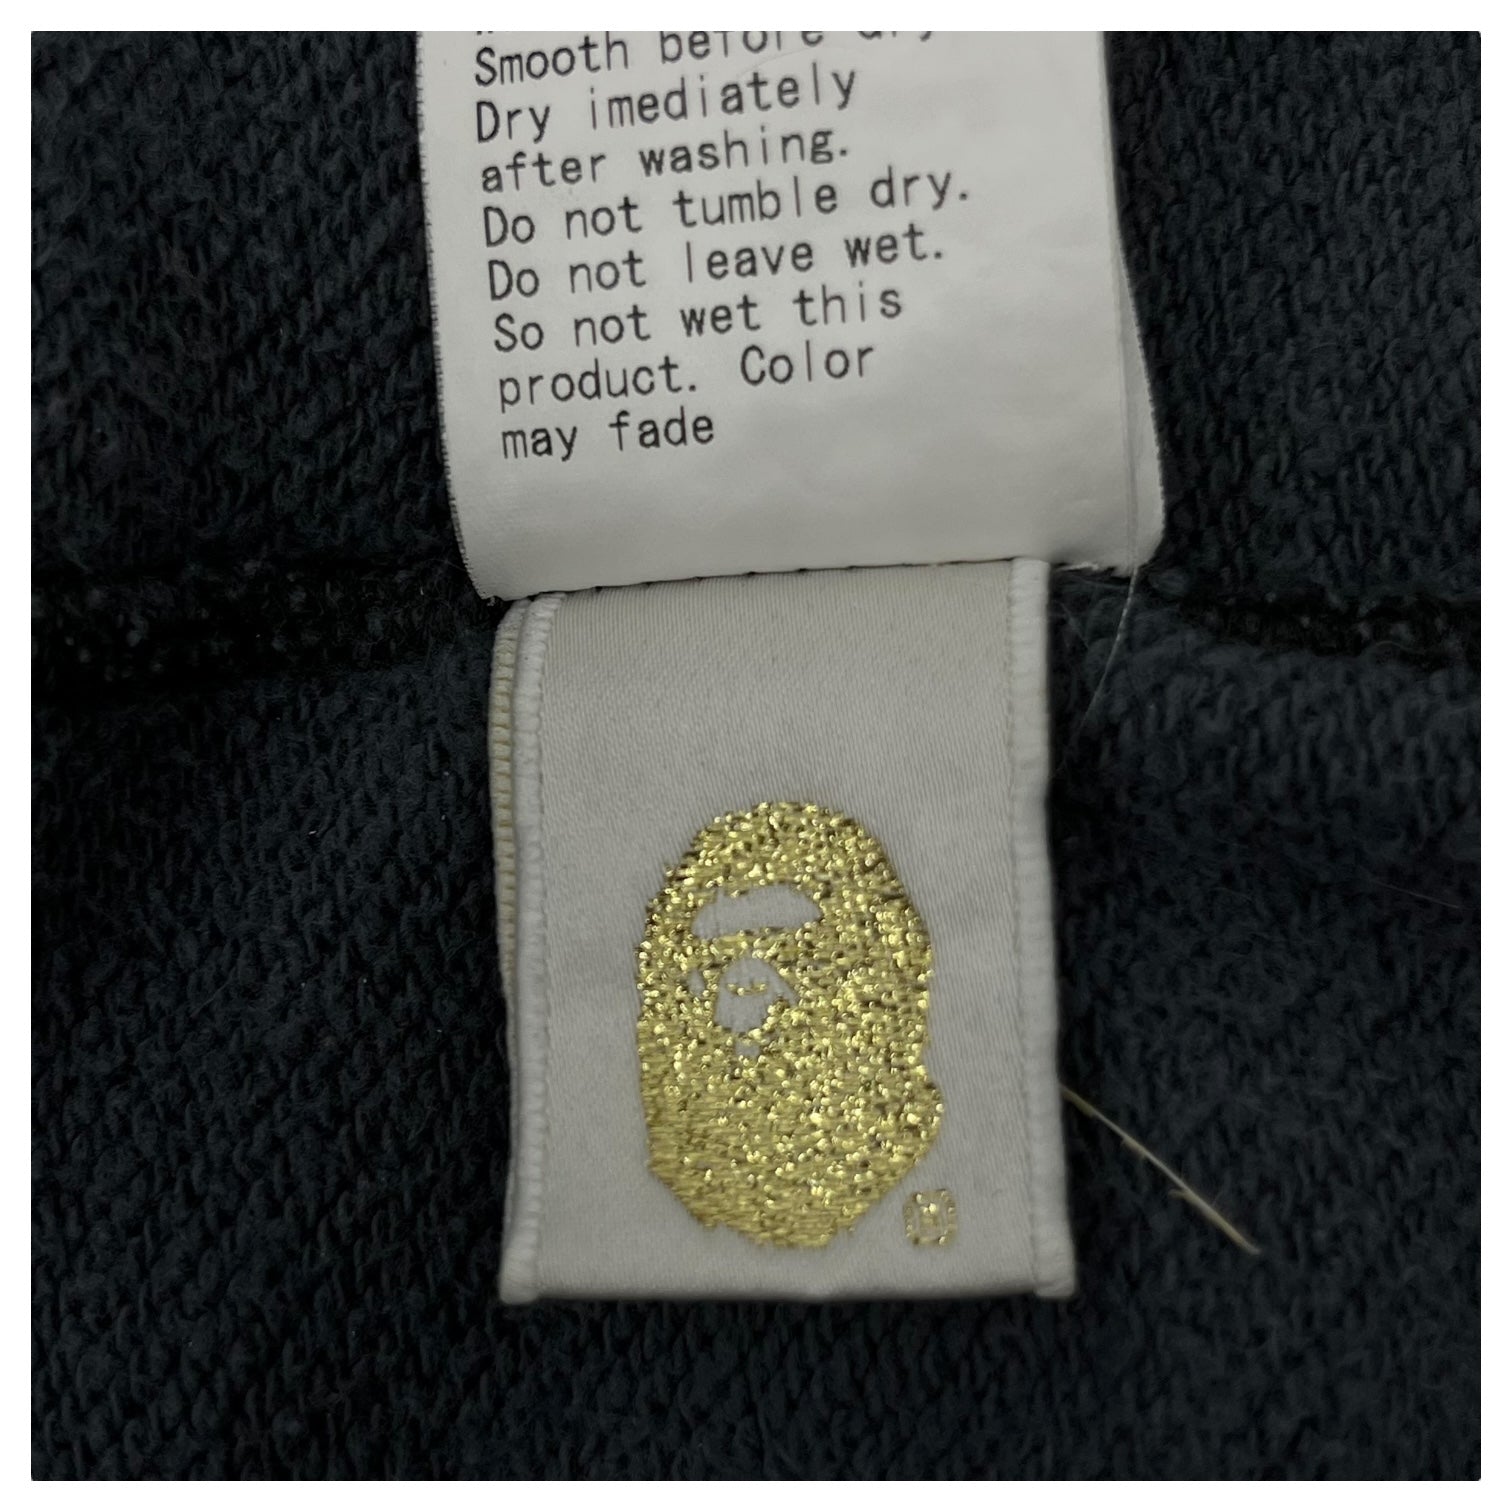 Smooth before dry
Dry imediately
after washing.
Do not tumble dry.
Do not leave wet.
So not wet this
product. Color
may fade